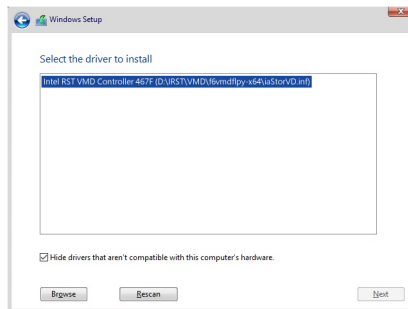 Windows Setup
Select the driver to install
Intel RST VMD Controller 467F (D:\IRST\VMD\f6vmdflpy-x64\iaStorVD.inf)
Hide drivers that aren't compatible with this computer's hardware.
Browse
Rescan
Next